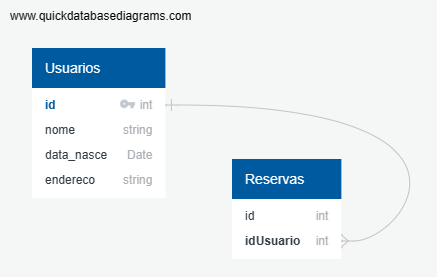 www.quickdatabasediagrams.com
Usuarios
id int
nome string
data_nasce Date
endereco string
Reservas
id int
idUsuario int